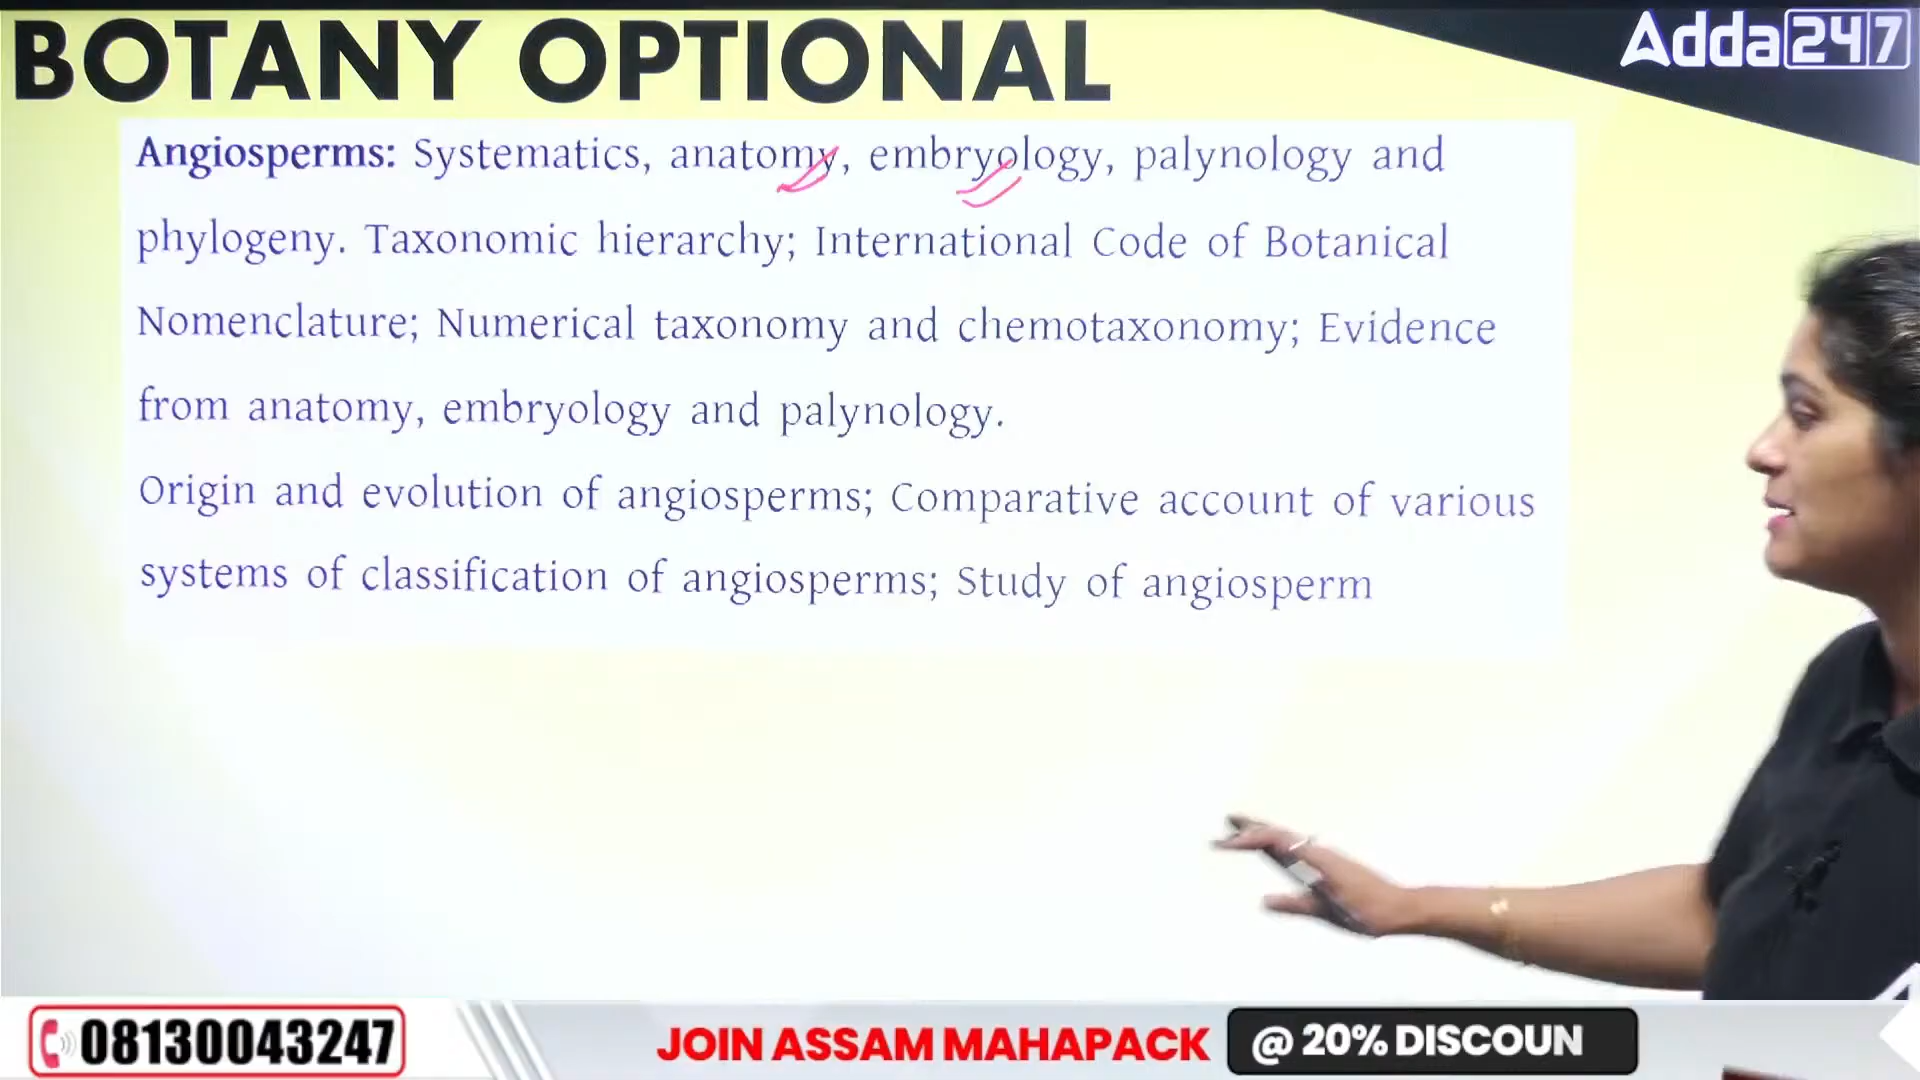 BOTANY OPTIONAL
Adda247
Angiosperms: Systematics, anatomy, embryology, palynology and
phylogeny. Taxonomic hierarchy; International Code of Botanical
Nomenclature; Numerical taxonomy and chemotaxonomy; Evidence
from anatomy, embryology and palynology.
Origin and evolution of angiosperms; Comparative account of various
systems of classification of angiosperms; Study of angiosperm
08130043247
JOIN ASSAM MAHAPACK
@ 20% DISCOUN